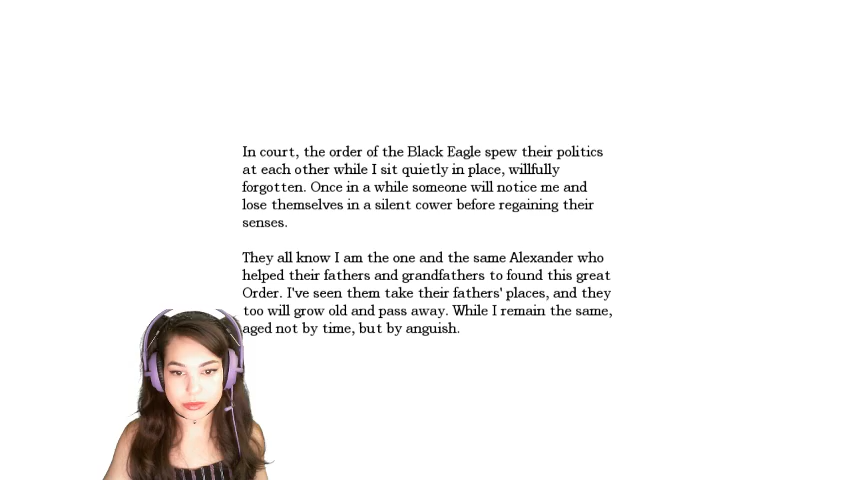 In court, the order of the Black Eagle spew their politics
at each other while I sit quietly in place, willfully
forgotten. Once in a while someone will notice me and
lose themselves in a silent cower before regaining their
senses.
They all know I am the one and the same Alexander who
helped their fathers and grandfathers to found this great
Order. I've seen them take their fathers' places, and they
too will grow old and pass away. While I remain the same,
aged not by time, but by anguish.